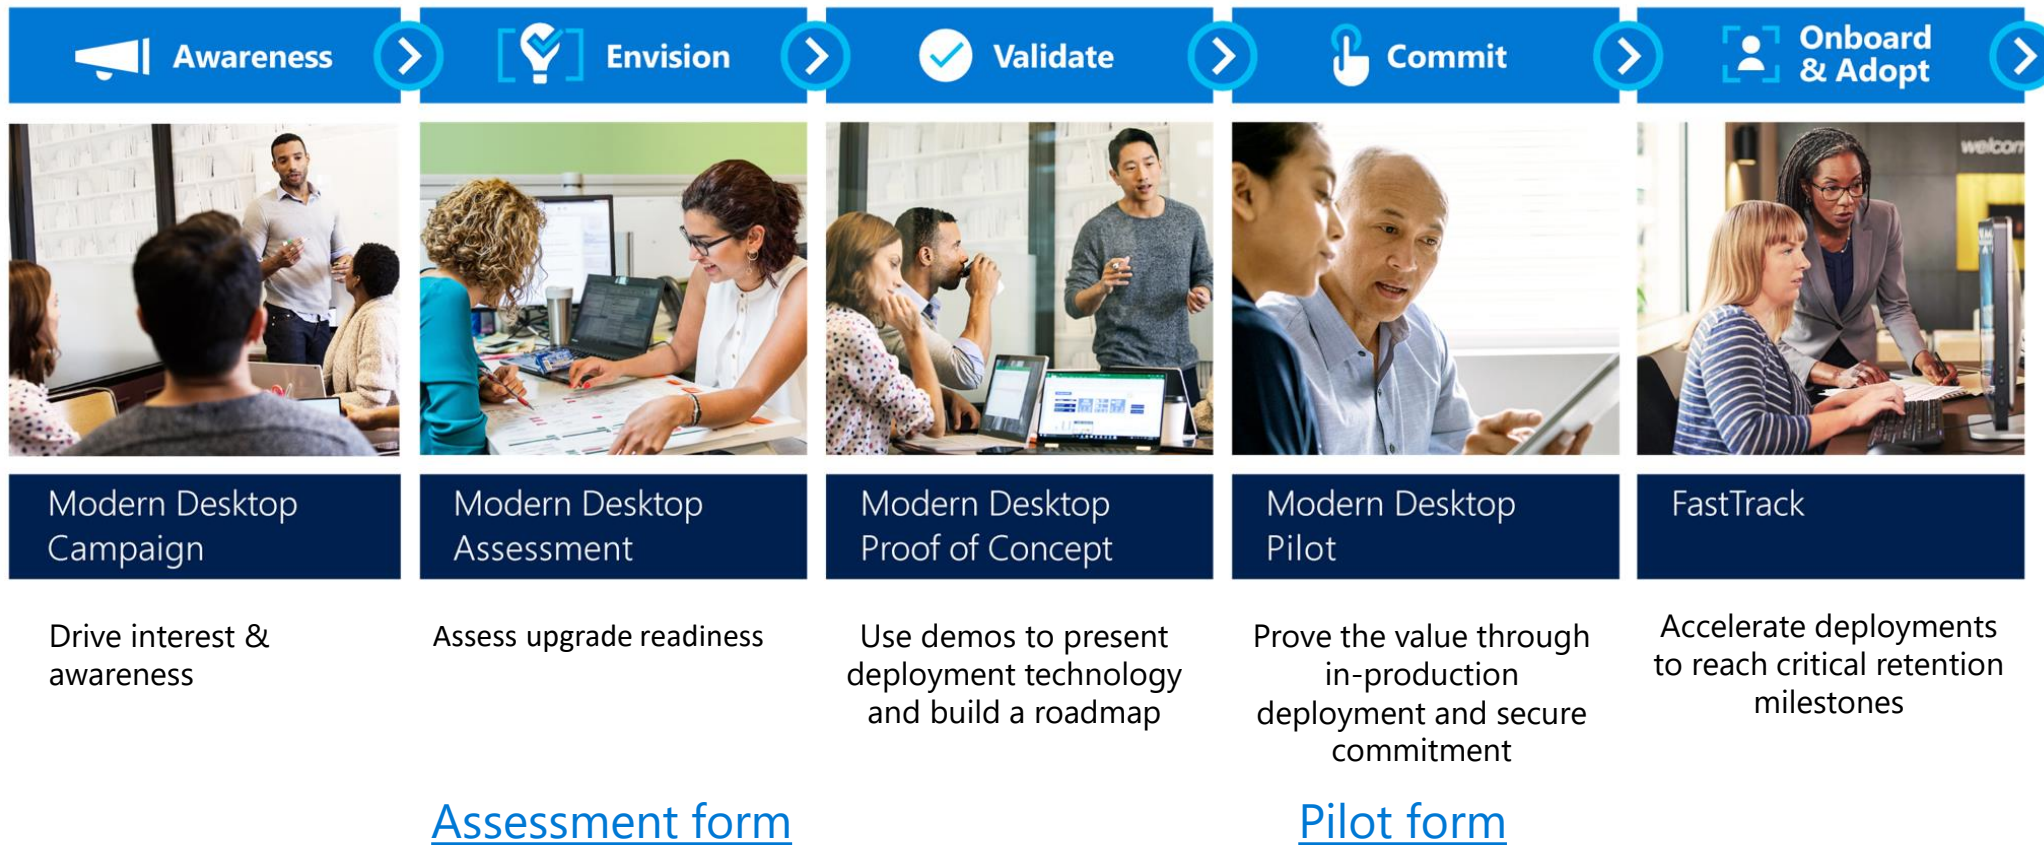 Awareness
Envision
Validate
Commit
Onboard
& Adopt
Modern Desktop
Campaign
Modern Desktop
Assessment
Modern Desktop
Proof of Concept
Modern Desktop
Pilot
FastTrack
Drive interest &
awareness
Assess upgrade readiness
Use demos to present
deployment technology
and build a roadmap
Prove the value through
in-production
deployment and secure
commitment
Accelerate deployments
to reach critical retention
milestones
Assessment form
Pilot form